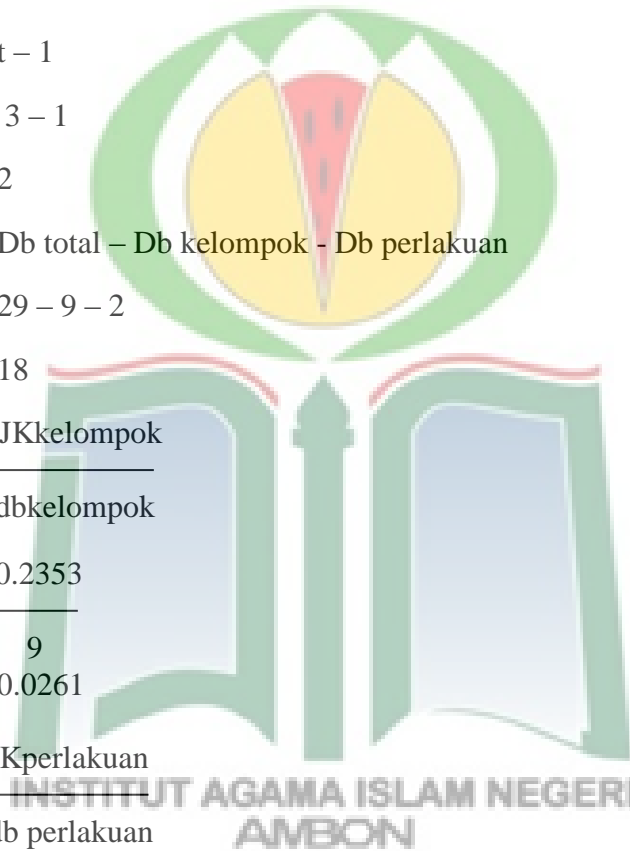 t – 1
3 – 1
2
Db total – Db kelompok - Db perlakuan
29 – 9 – 2
18
JKkelompok
dbkelompok
0.2353
9
0.0261
Kperlakuan
INSTITUT AGAMA ISLAM NEGERI
db perlakuan
AMBON